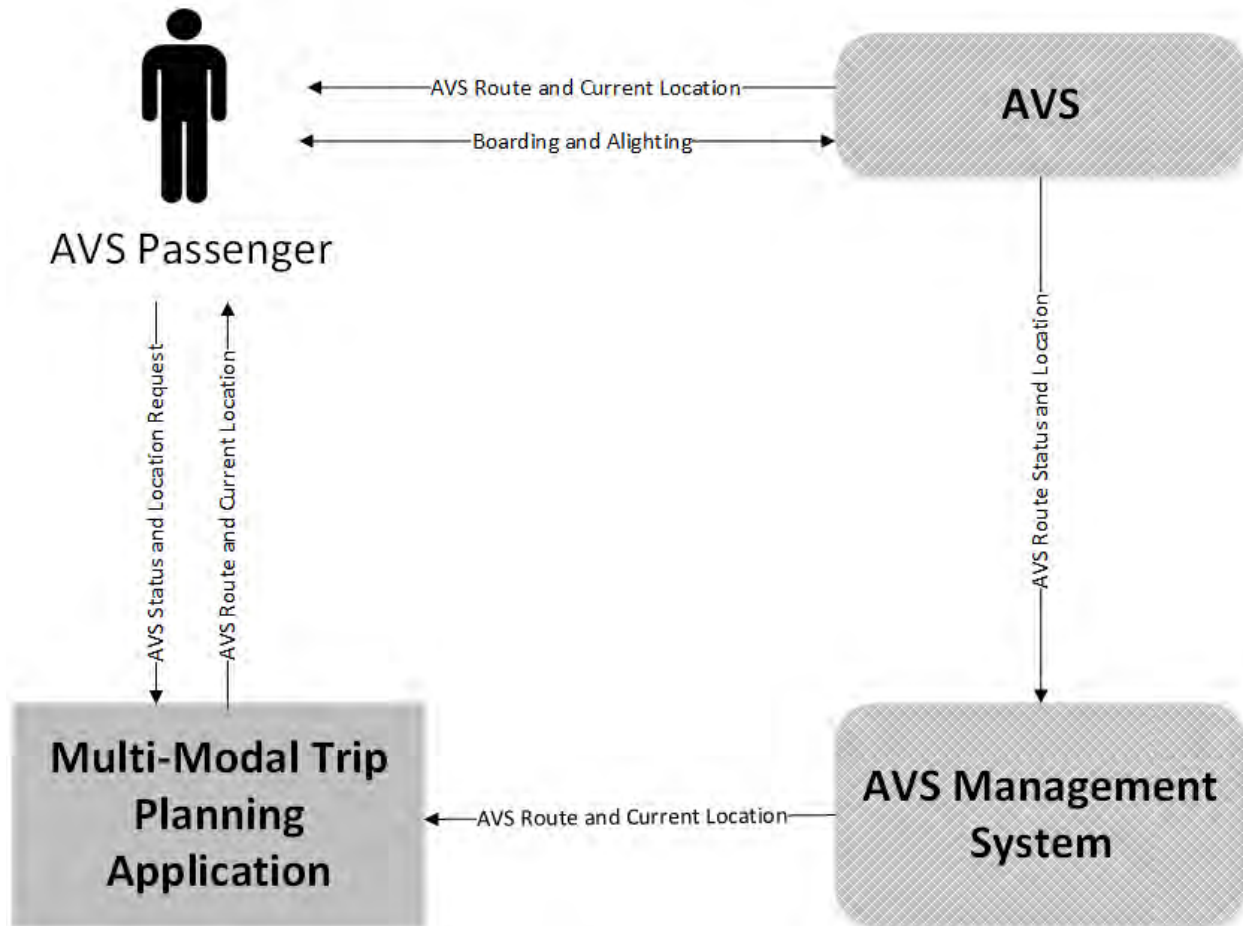 AVS Route and Current Location
AVS
Boarding and Alighting
AVS Passenger
AVS Status and Location Request
AVS Route and Current Location
AVS Route Status and Location
Multi-Modal Trip
Planning
Application
AVS Route and Current Location
AVS Management
System